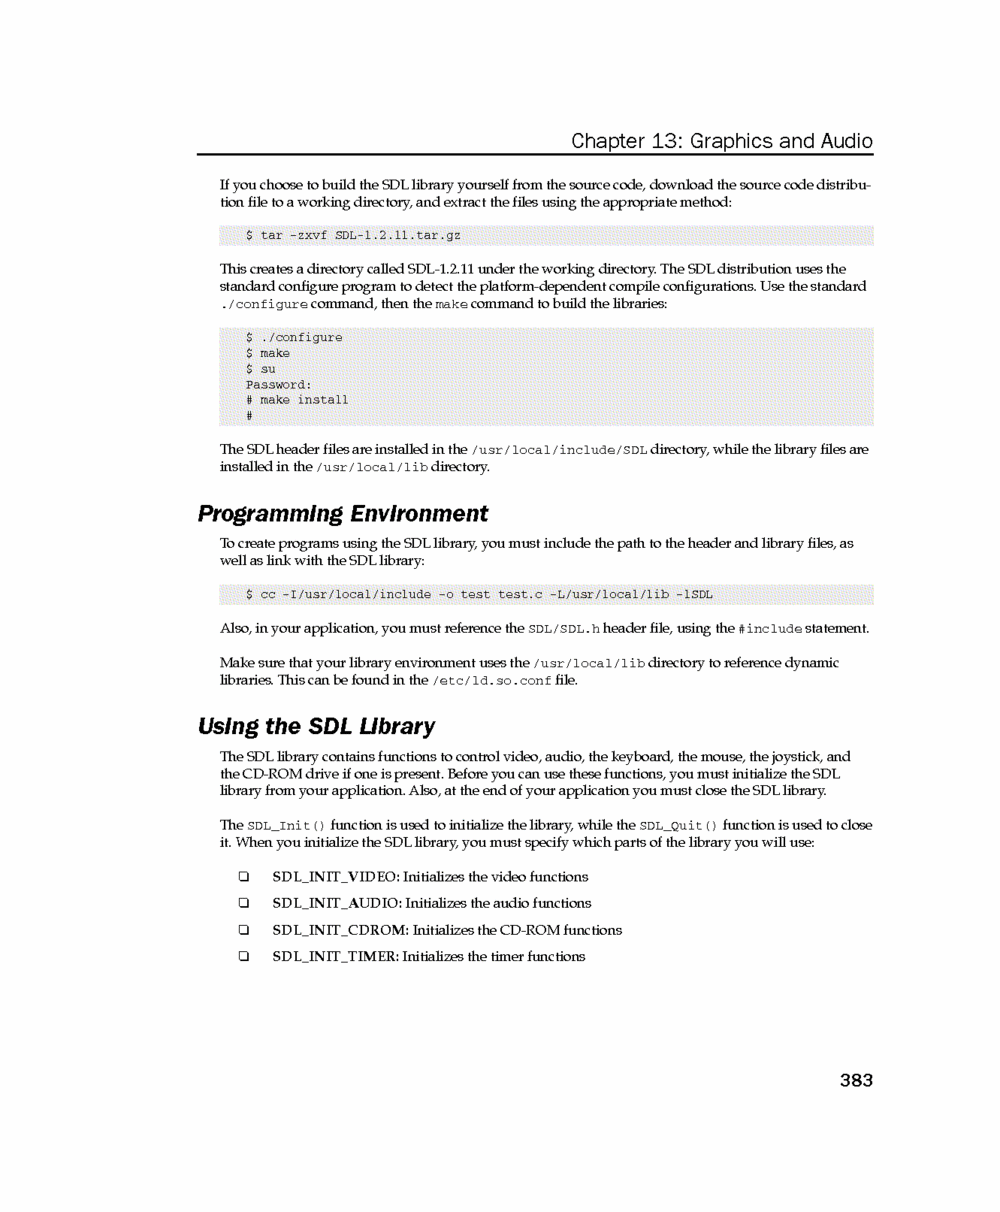 Chapter 13: Graphics and Audio
If you choose to build the SDL library yourself from the source code, download the source code distribu-
tion file to a working directory, and extract the files using the appropriate method:
$ tar -zxvf SDL-1.2.11.tar.gz
This creates a directory called SDL-1.2.11 under the working directory. The SDL distribution uses the
standard configure program to detect the platform-dependent compile configurations. Use the standard
./configure command, then the make command to build the libraries:
$ ./configure
$ make
$ su
Password:
# make install
#
The SDL header files are installed in the /usr/local/include/SDL directory, while the library files are
installed in the /usr/local/lib directory.
Programming Environment
To create programs using the SDL library, you must include the path to the header and library files, as
well as link with the SDL library:
$ cc -I/usr/local/include -o test test.c -L/usr/local/lib -lSDL
Also, in your application, you must reference the SDL/SDL.h header file, using the #include statement.
Make sure that your library environment uses the /usr/local/lib directory to reference dynamic
libraries. This can be found in the /etc/ld.so.conf file.
Using the SDL Library
The SDL library contains functions to control video, audio, the keyboard, the mouse, the joystick, and
the CD-ROM drive if one is present. Before you can use these functions, you must initialize the SDL
library from your application. Also, at the end of your application you must close the SDL library.
The SDL_Init() function is used to initialize the library, while the SDL_Quit() function is used to close
it. When you initialize the SDL library, you must specify which parts of the library you will use:
❑ SDL_INIT_VIDEO: Initializes the video functions
❑ SDL_INIT_AUDIO: Initializes the audio functions
❑ SDL_INIT_CDROM: Initializes the CD-ROM functions
❑ SDL_INIT_TIMER: Initializes the timer functions
383